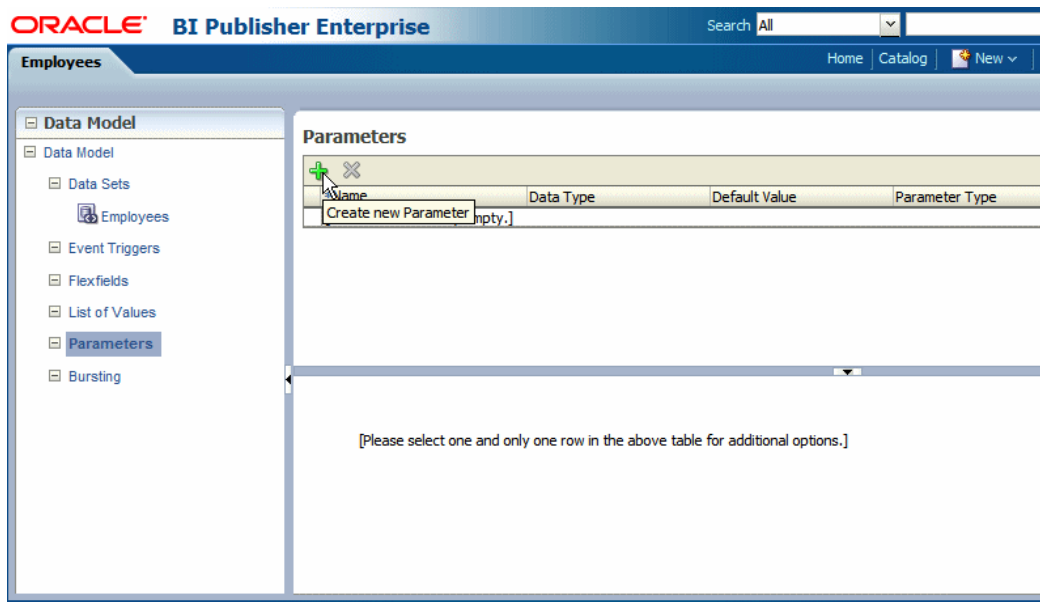 ORACLE' BI Publisher Enterprise Search All
Employees Home Catalog New
Data Model
Data Model
Data Sets
Employees
Event Triggers
Flexfields
List of Values
Parameters
Bursting
Parameters
Name Data Type Default Value Parameter Type
Create new Parameter mpty.]
[Please select one and only one row in the above table for additional options.]